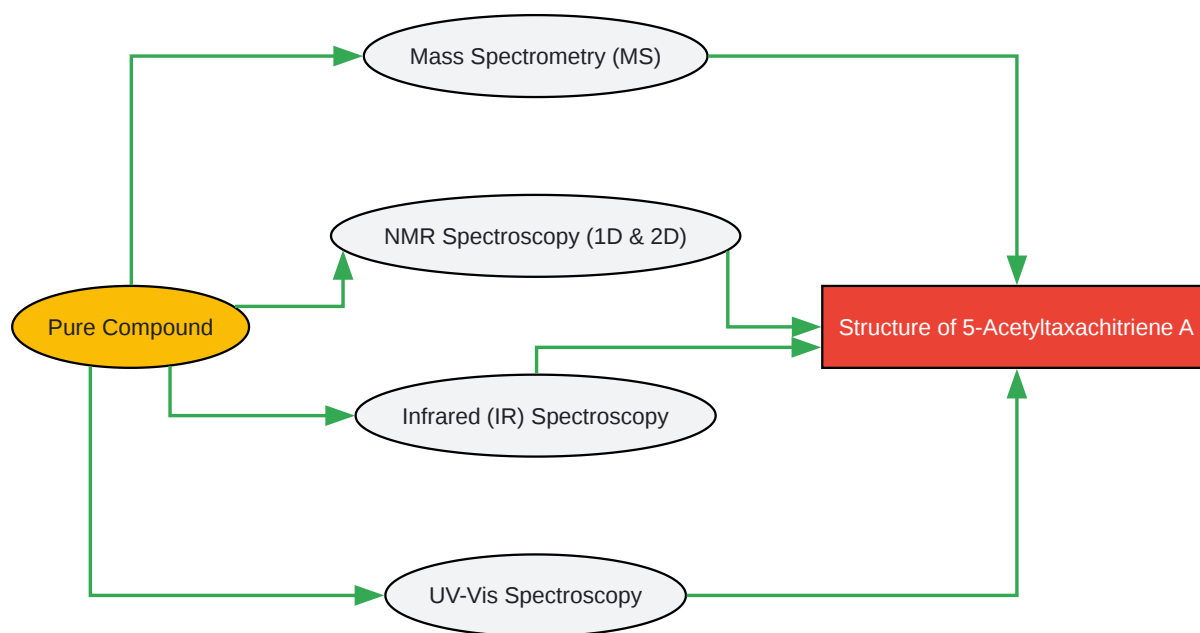 Mass Spectrometry (MS)
NMR Spectroscopy (1D & 2D)
Pure Compound
Structure of 5-Acetyltaxachitriene A
Infrared (IR) Spectroscopy
UV-Vis Spectroscopy